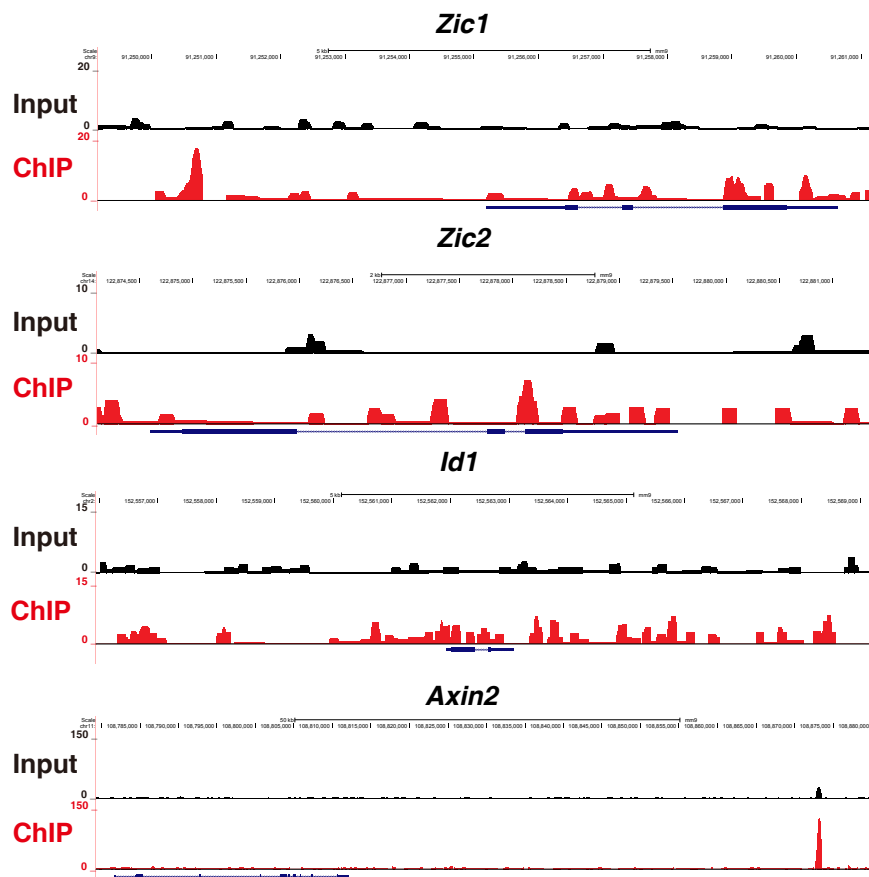 Zic1
Scale 5 kb mm9
chr9: 91,250,000 91,251,000 91,252,000 91,253,000 91,254,000 91,255,000 91,256,000 91,257,000 91,258,000 91,259,000 91,260,000 91,261,000
20
Input
0
20
ChIP
0
Zic2
Scale 2 kb mm9
chr14: 122,874,500 122,875,000 122,875,500 122,876,000 122,876,500 122,877,000 122,877,500 122,878,000 122,878,500 122,879,000 122,879,500 122,880,000 122,880,500 122,881,000
10
Input
0
10
ChIP
0
Id1
Scale 5 kb mm9
chr2: 152,557,000 152,558,000 152,559,000 152,560,000 152,561,000 152,562,000 152,563,000 152,564,000 152,565,000 152,566,000 152,567,000 152,568,000 152,569,000
15
Input
0
15
ChIP
0
Axin2
Scale 50 kb mm9
chr11: 108,785,000 108,790,000 108,795,000 108,800,000 108,805,000 108,810,000 108,815,000 108,820,000 108,825,000 108,830,000 108,835,000 108,840,000 108,845,000 108,850,000 108,855,000 108,860,000 108,865,000 108,870,000 108,875,000 108,880,000
150
Input
0
150
ChIP
0